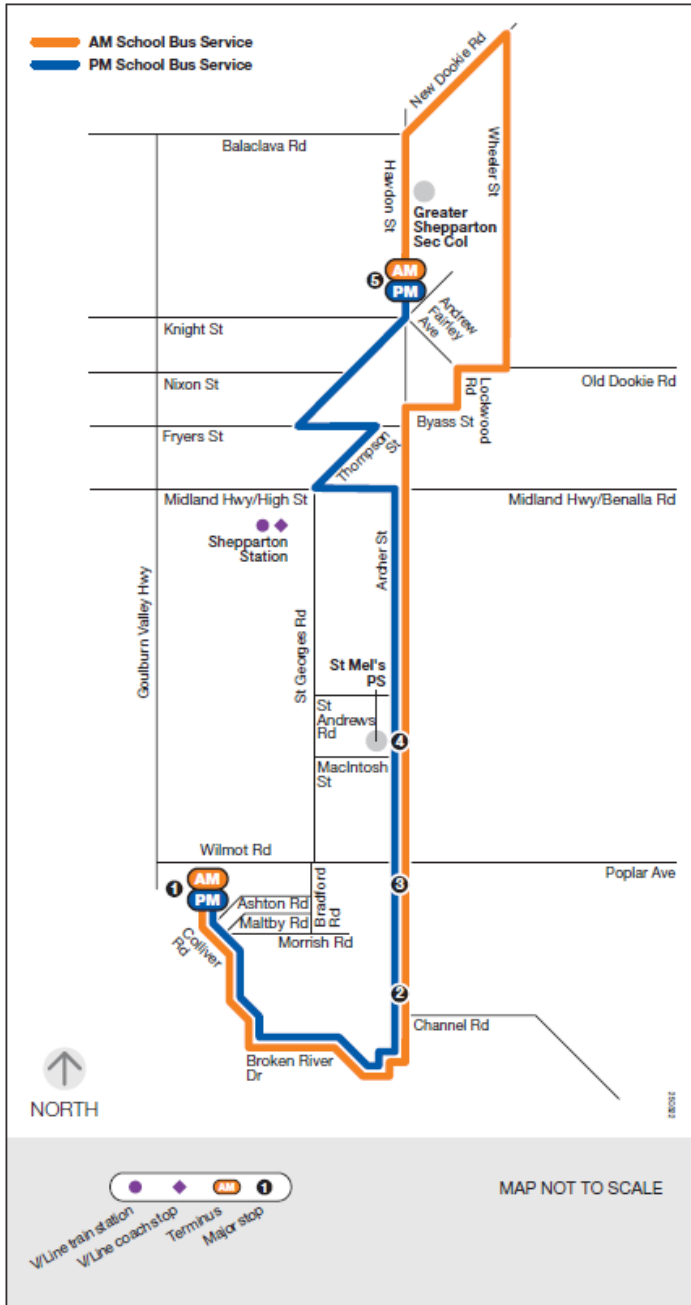 AM School Bus Service
PM School Bus Service
New Dookie Rd
Balaclava Rd
Hawdon St
Wheeler St
Greater
Shepparton
Sec Col
5
AM
PM
Andrew
Fairley
Ave
Knight St
Nixon St
Lockwood
Rd
Old Dookie Rd
Fryers St
Thompson St
Byass St
Midland Hwy/High St
Midland Hwy/Benalla Rd
Shepparton
Station
Goulburn Valley Hwy
St Georges Rd
Archer St
St Mel's
PS
St
Andrews
Rd
4
MacIntosh
St
Wilmot Rd
Poplar Ave
1
AM
PM
3
Ashton Rd
Bradford
Rd
Maltby Rd
Morrish Rd
Colliver
Rd
2
Channel Rd
Broken River
Dr
NORTH
AM
1
MAP NOT TO SCALE
V/Line train station
V/Line coach stop
Terminus
Major stop